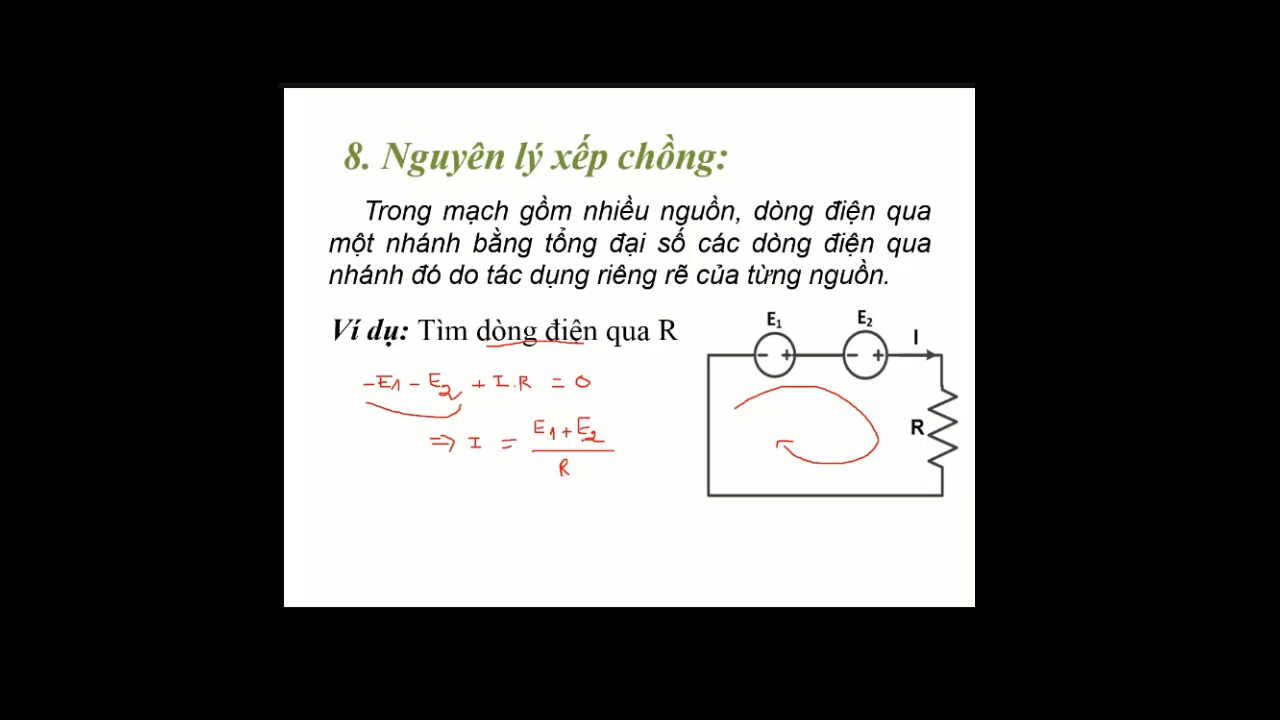 8. Nguyên lý xếp chồng:
Trong mạch gồm nhiều nguồn, dòng điện qua
một nhánh bằng tổng đại số các dòng điện qua
nhánh đó do tác dụng riêng rẽ của từng nguồn.
Ví dụ: Tìm dòng điện qua R
E₁ E₂ I
- + - +
-E1 - E2 + I.R = 0
R
⇒ I = (E1 + E2) / R